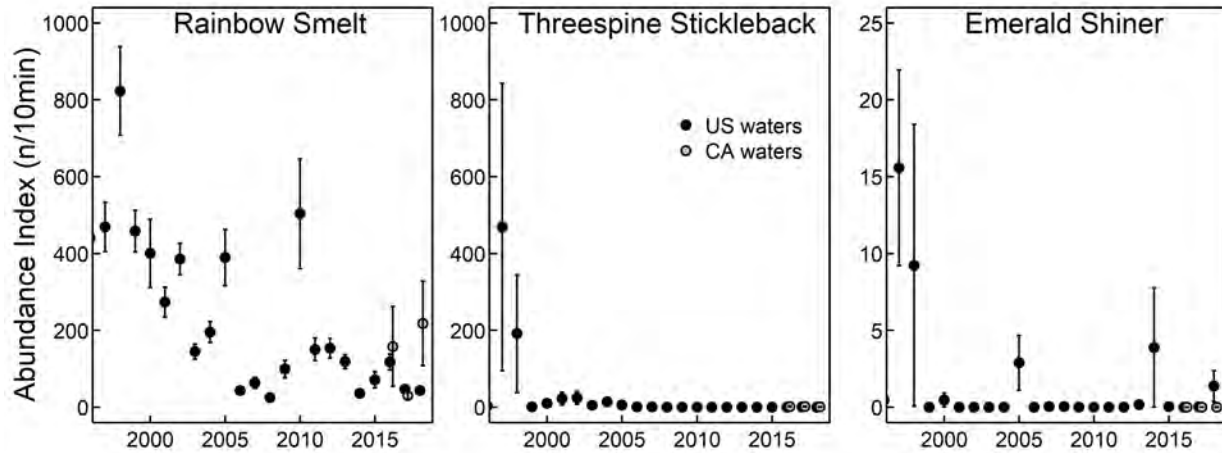 Abundance Index (n/10min)
Rainbow Smelt
1000
800
600
400
200
0
2000 2005 2010 2015
Threespine Stickleback
1000
800
600
400
200
0
US waters
CA waters
2000 2005 2010 2015
Emerald Shiner
25
20
15
10
5
0
2000 2005 2010 2015